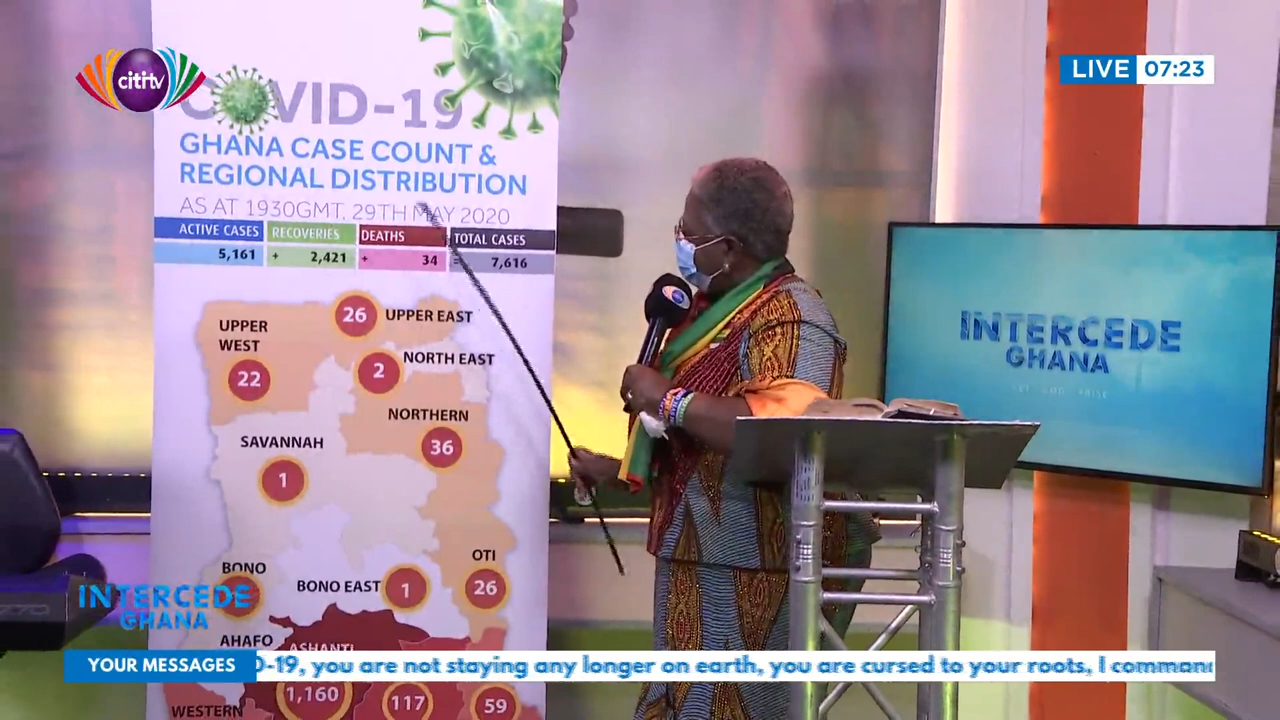 citi tv
LIVE 07:23
COVID-19
GHANA CASE COUNT &
REGIONAL DISTRIBUTION
AS AT 1930GMT, 29TH MAY 2020
ACTIVE CASES RECOVERIES DEATHS TOTAL CASES
5,161 + 2,421 + 34 = 7,616
26 UPPER EAST
UPPER
WEST
22
2 NORTH EAST
NORTHERN
36
SAVANNAH
1
OTI
26
BONO
BONO EAST 1
AHAFO
ASHANTI
1,160
117
59
WESTERN
INTERCEDE
GHANA
INTERCEDE
GHANA
YOUR MESSAGES D-19, you are not staying any longer on earth, you are cursed to your roots, I command